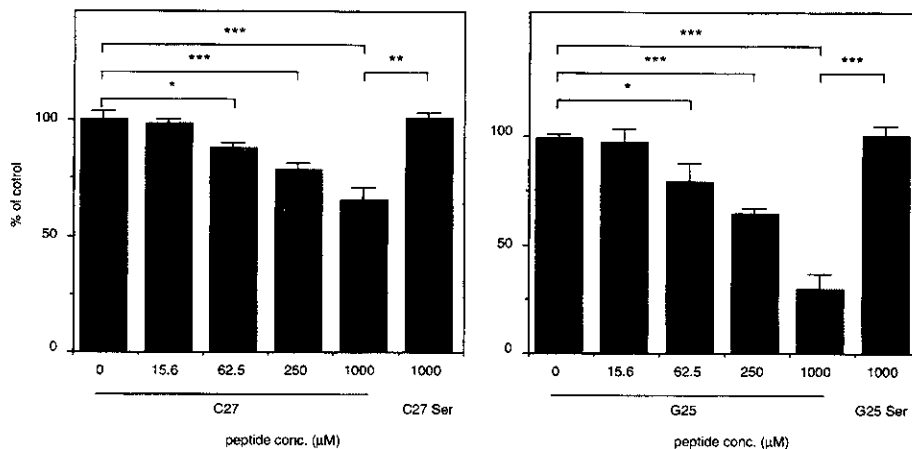 ***
***
**
*
100
50
0
% of cotrol
0 15.6 62.5 250 1000 1000
C27 C27 Ser
peptide conc. (μM)
***
***
***
*
100
50
0
0 15.6 62.5 250 1000 1000
G25 G25 Ser
peptide conc. (μM)